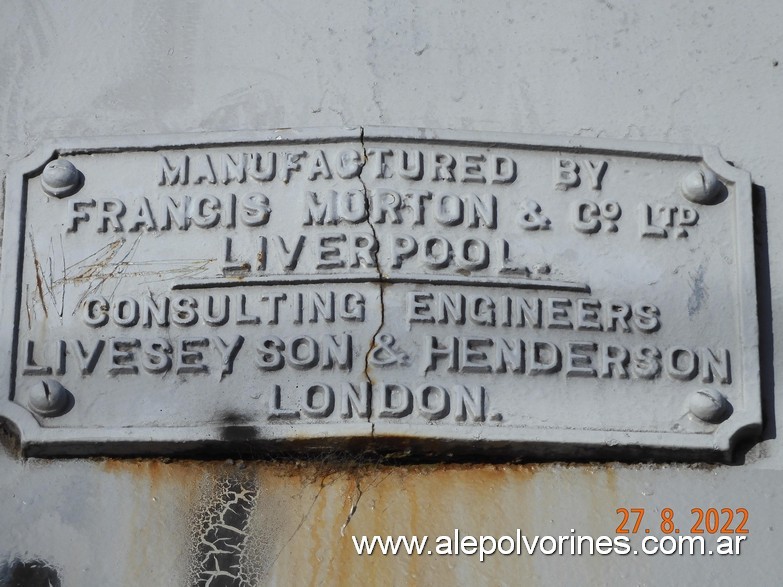 MANUFACTURED BY
FRANCIS MORTON & Cº LTD
LIVERPOOL.
CONSULTING ENGINEERS
LIVESEY SON & HENDERSON
LONDON.
27. 8. 2022
www.alepolvorines.com.ar